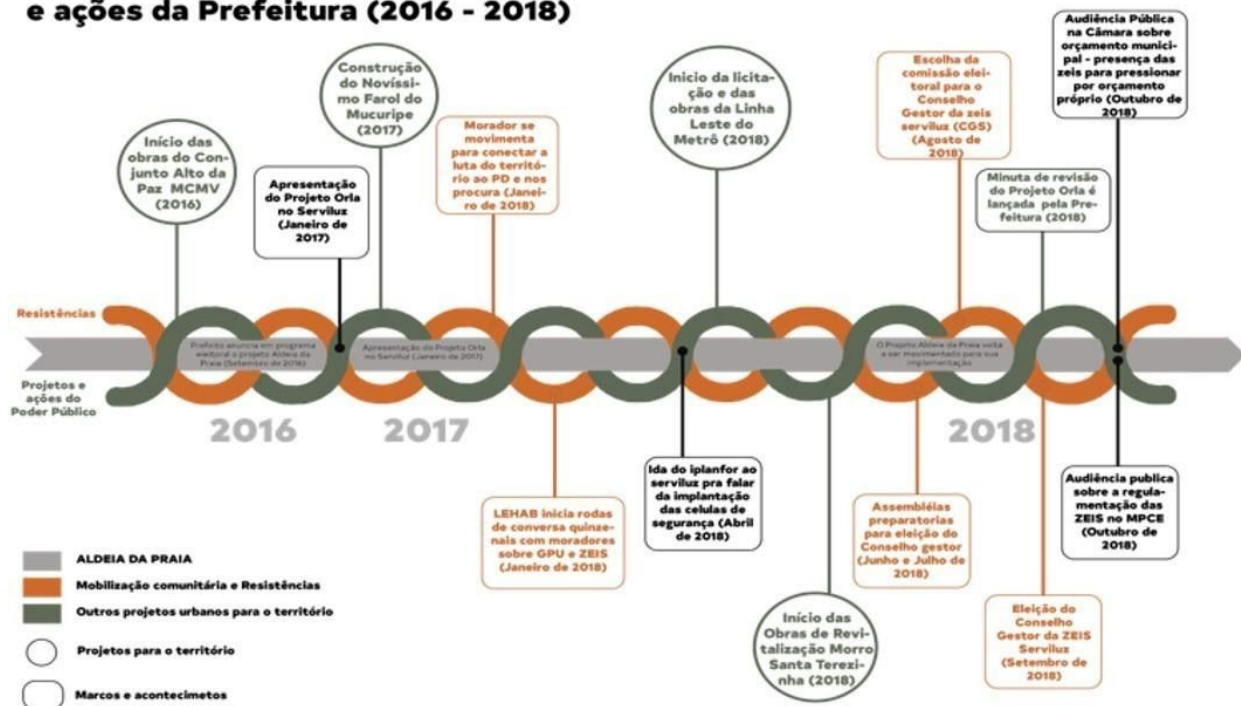 e ações da Prefeitura (2016 - 2018)
Início das
obras do Con-
junto Alto da
Paz MCMV
(2016)
Apresentação
do Projeto Orla
no Serviluz
(Janeiro de
2017)
Construção
do Novíssi-
mo Farol do
Mucuripe
(2017)
Morador se
movimenta
para conectar a
luta do territó-
rio ao PD e nos
procura (Janei-
ro de 2018)
Inicio da licita-
ção e das
obras da Linha
Leste do
Metrô (2018)
Escolha da
comissão elei-
toral para o
Conselho
Gestor da zeis
serviluz (CGS)
(Agosto de
2018)
Minuta de revisão
do Projeto Orla é
lançada pela Pre-
feitura (2018)
Audiência Pública
na Câmara sobre
orçamento munici-
pal - presença das
zeis para pressionar
por orçamento
próprio (Outubro de
2018)
Resistências
Projetos e
ações do
Poder Público
Prefeito anuncia em programa
eleitoral o projeto Aldeia da
Praia (Setembro de 2016)
Apresentação do Projeto Orla
no Serviluz (Janeiro de 2017)
O Projeto Aldeia da Praia volta
a ser movimentado para sua
implementação
2016
2017
2018
LEHAB inicia rodas
de conversa quinze-
nais com moradores
sobre GPU e ZEIS
(Janeiro de 2018)
Ida do iplanfor ao
serviluz pra falar
da implantação
das celulas de
segurança (Abril
de 2018)
Início das
Obras de Revi-
talização Morro
Santa Terezi-
nha (2018)
Assembléias
preparatorias
para eleição do
Conselho gestor
(Junho e Julho de
2018)
Eleição do
Conselho
Gestor da ZEIS
Serviluz
(Setembro de
2018)
Audiência publica
sobre a regula-
mentação das
ZEIS no MPCE
(Outubro de
2018)
ALDEIA DA PRAIA
Mobilização comunitária e Resistências
Outros projetos urbanos para o território
Projetos para o território
Marcos e acontecimetos